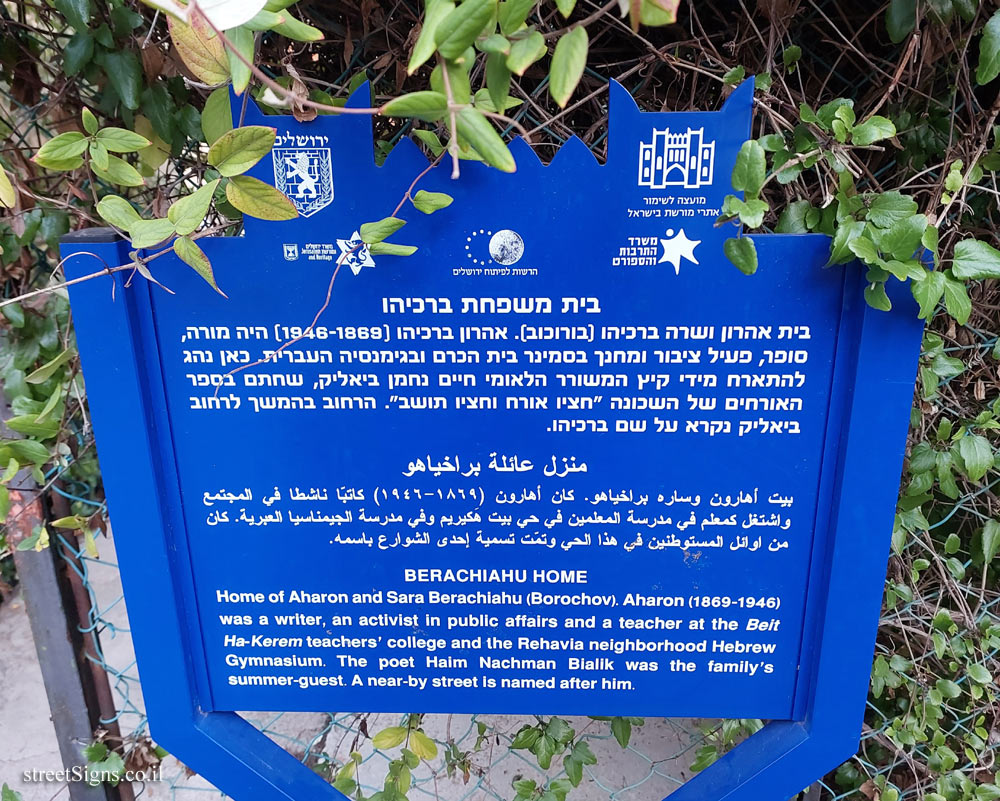 ירושלים
מועצה לשימור
אתרי מורשת בישראל
משרד ירושלים
Jerusalem Ministry
and Heritage
הרשות לפיתוח ירושלים
משרד
התרבות
והספורט
בית משפחת ברכיהו
בית אהרון ושרה ברכיהו (בורוכוב). אהרון ברכיהו (1946-1869) היה מורה,
סופר, פעיל ציבור ומחנך בסמינר בית הכרם ובגימנסיה העברית. כאן נהג
להתארח מידי קיץ המשורר הלאומי חיים נחמן ביאליק, שחתם בספר
האורחים של השכונה "חציו אורח וחציו תושב". הרחוב בהמשך לרחוב
ביאליק נקרא על שם ברכיהו.
منزل عائلة براخياهو
بيت أهارون وساره براخياهو. كان أهارون (١٨٦٩-١٩٤٦) كاتبًا ناشطا في المجتمع
واشتغل كمعلم في مدرسة المعلمين في حي بيت هكيريم وفي مدرسة الجيمناسيا العبرية. كان
من اوائل المستوطنين في هذا الحي وتمّت تسمية إحدى الشوارع باسمه.
BERACHIAHU HOME
Home of Aharon and Sara Berachiahu (Borochov). Aharon (1869-1946)
was a writer, an activist in public affairs and a teacher at the Beit
Ha-Kerem teachers' college and the Rehavia neighborhood Hebrew
Gymnasium. The poet Haim Nachman Bialik was the family's
summer-guest. A near-by street is named after him.
streetSigns.co.il